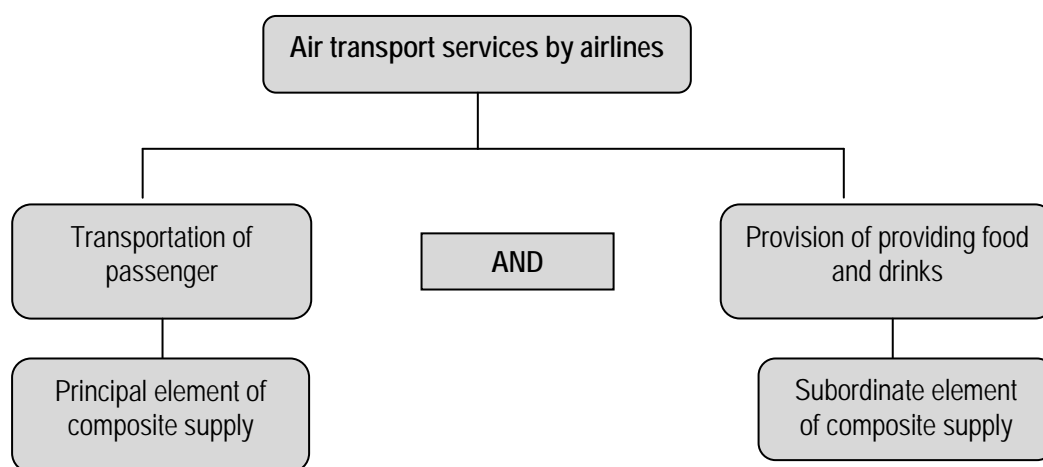 Air transport services by airlines
Transportation of
passenger
AND
Provision of providing food
and drinks
Principal element of
composite supply
Subordinate element
of composite supply